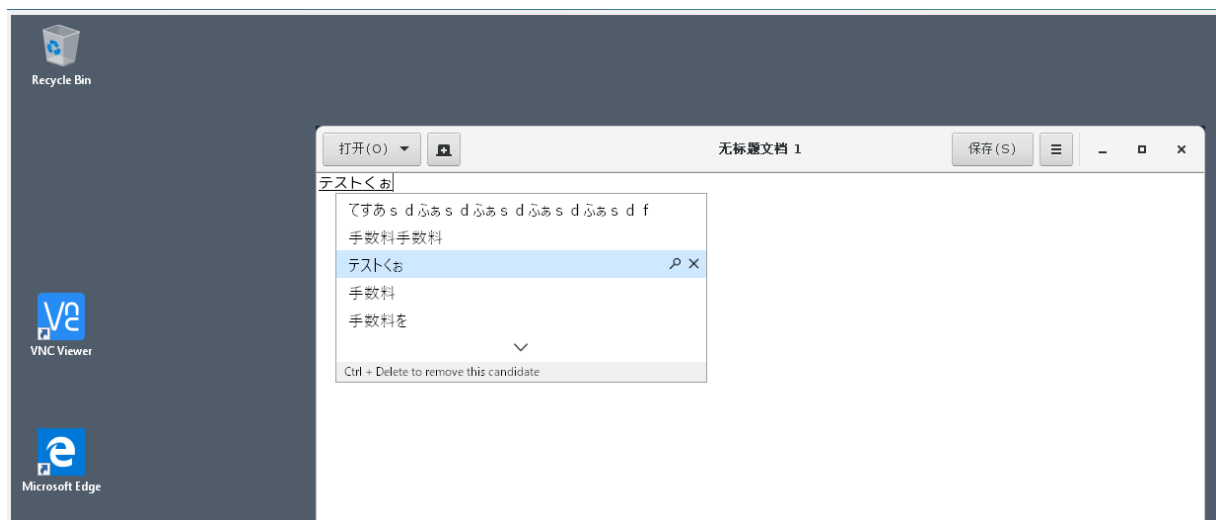 Recycle Bin
打开(O)
无标题文档 1
保存(S)
テストくぉ
てすあｓｄふぁｓｄふぁｓｄふぁｓｄふぁｓｄｆ
手数料手数料
テストくぉ
手数料
手数料を
Ctrl + Delete to remove this candidate
VNC Viewer
Microsoft Edge